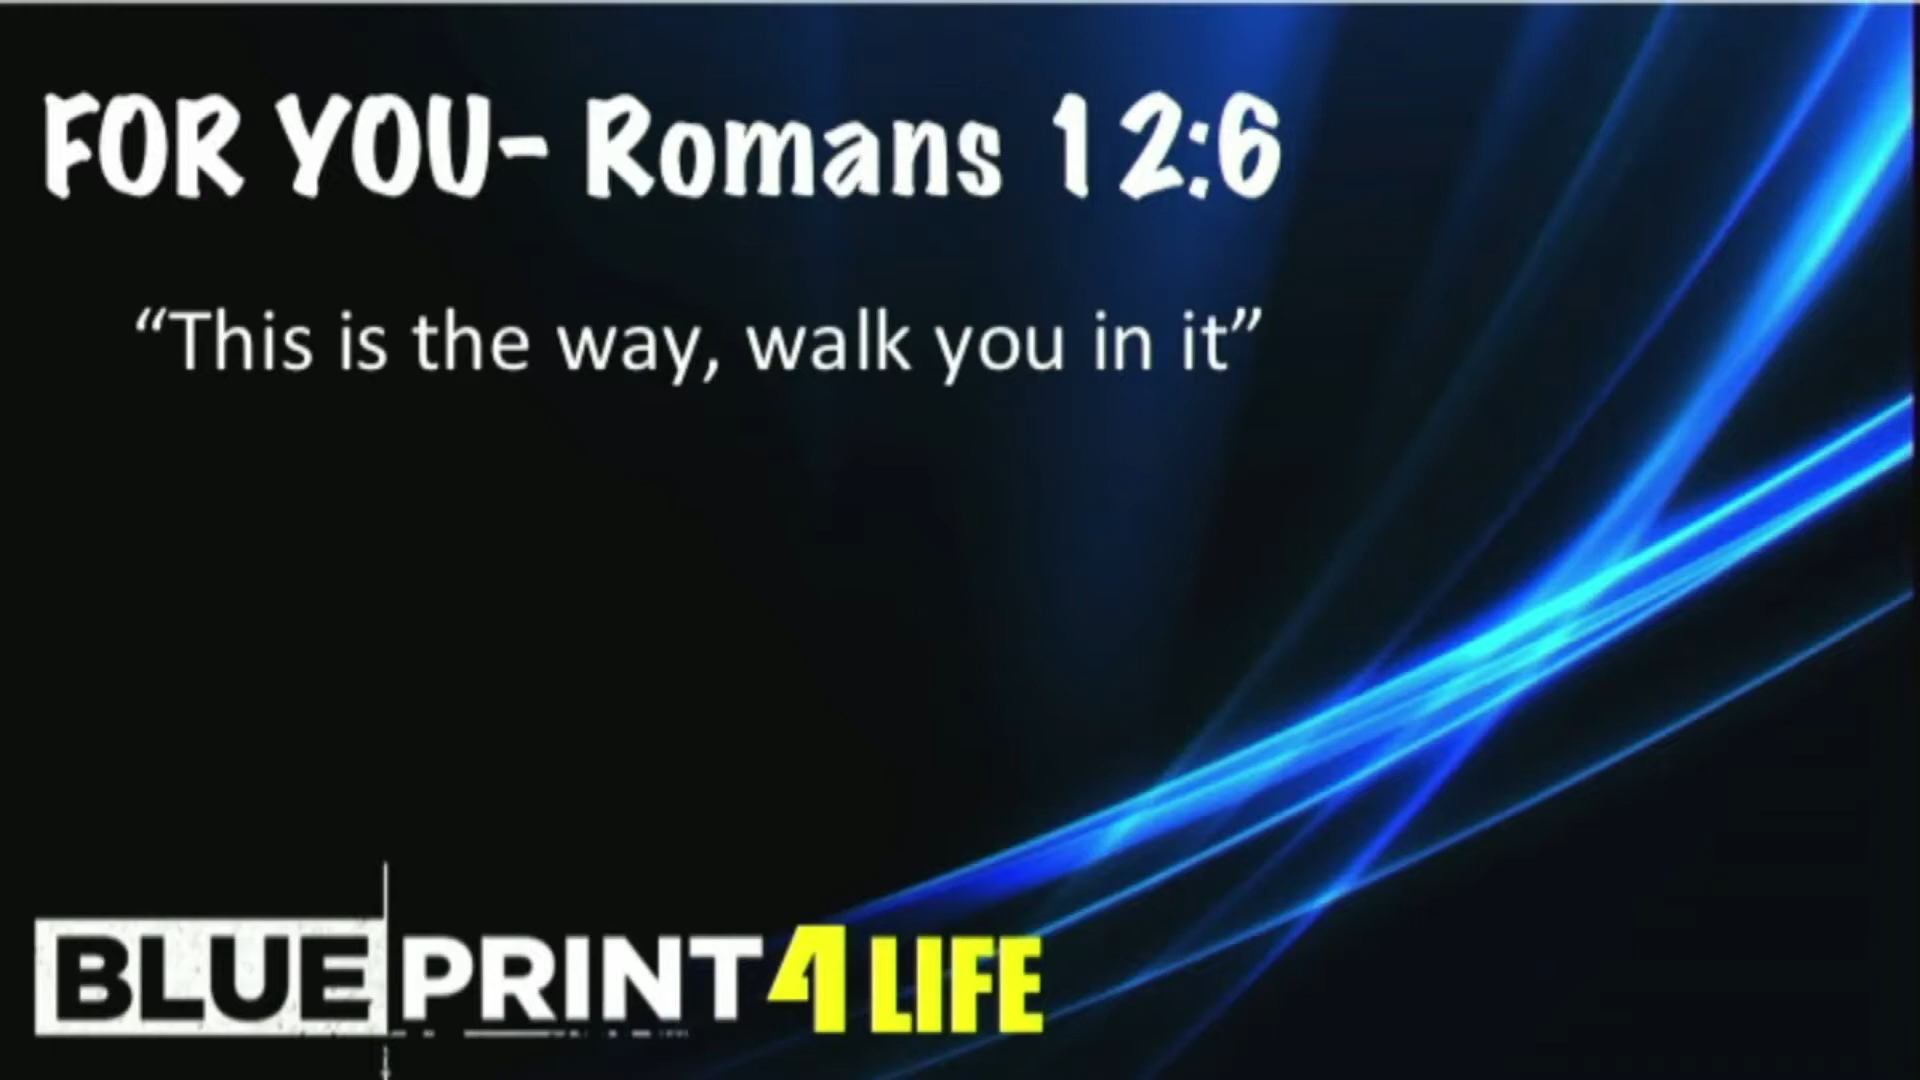 FOR YOU- Romans 12:6
“This is the way, walk you in it”
BLUEPRINT4LIFE